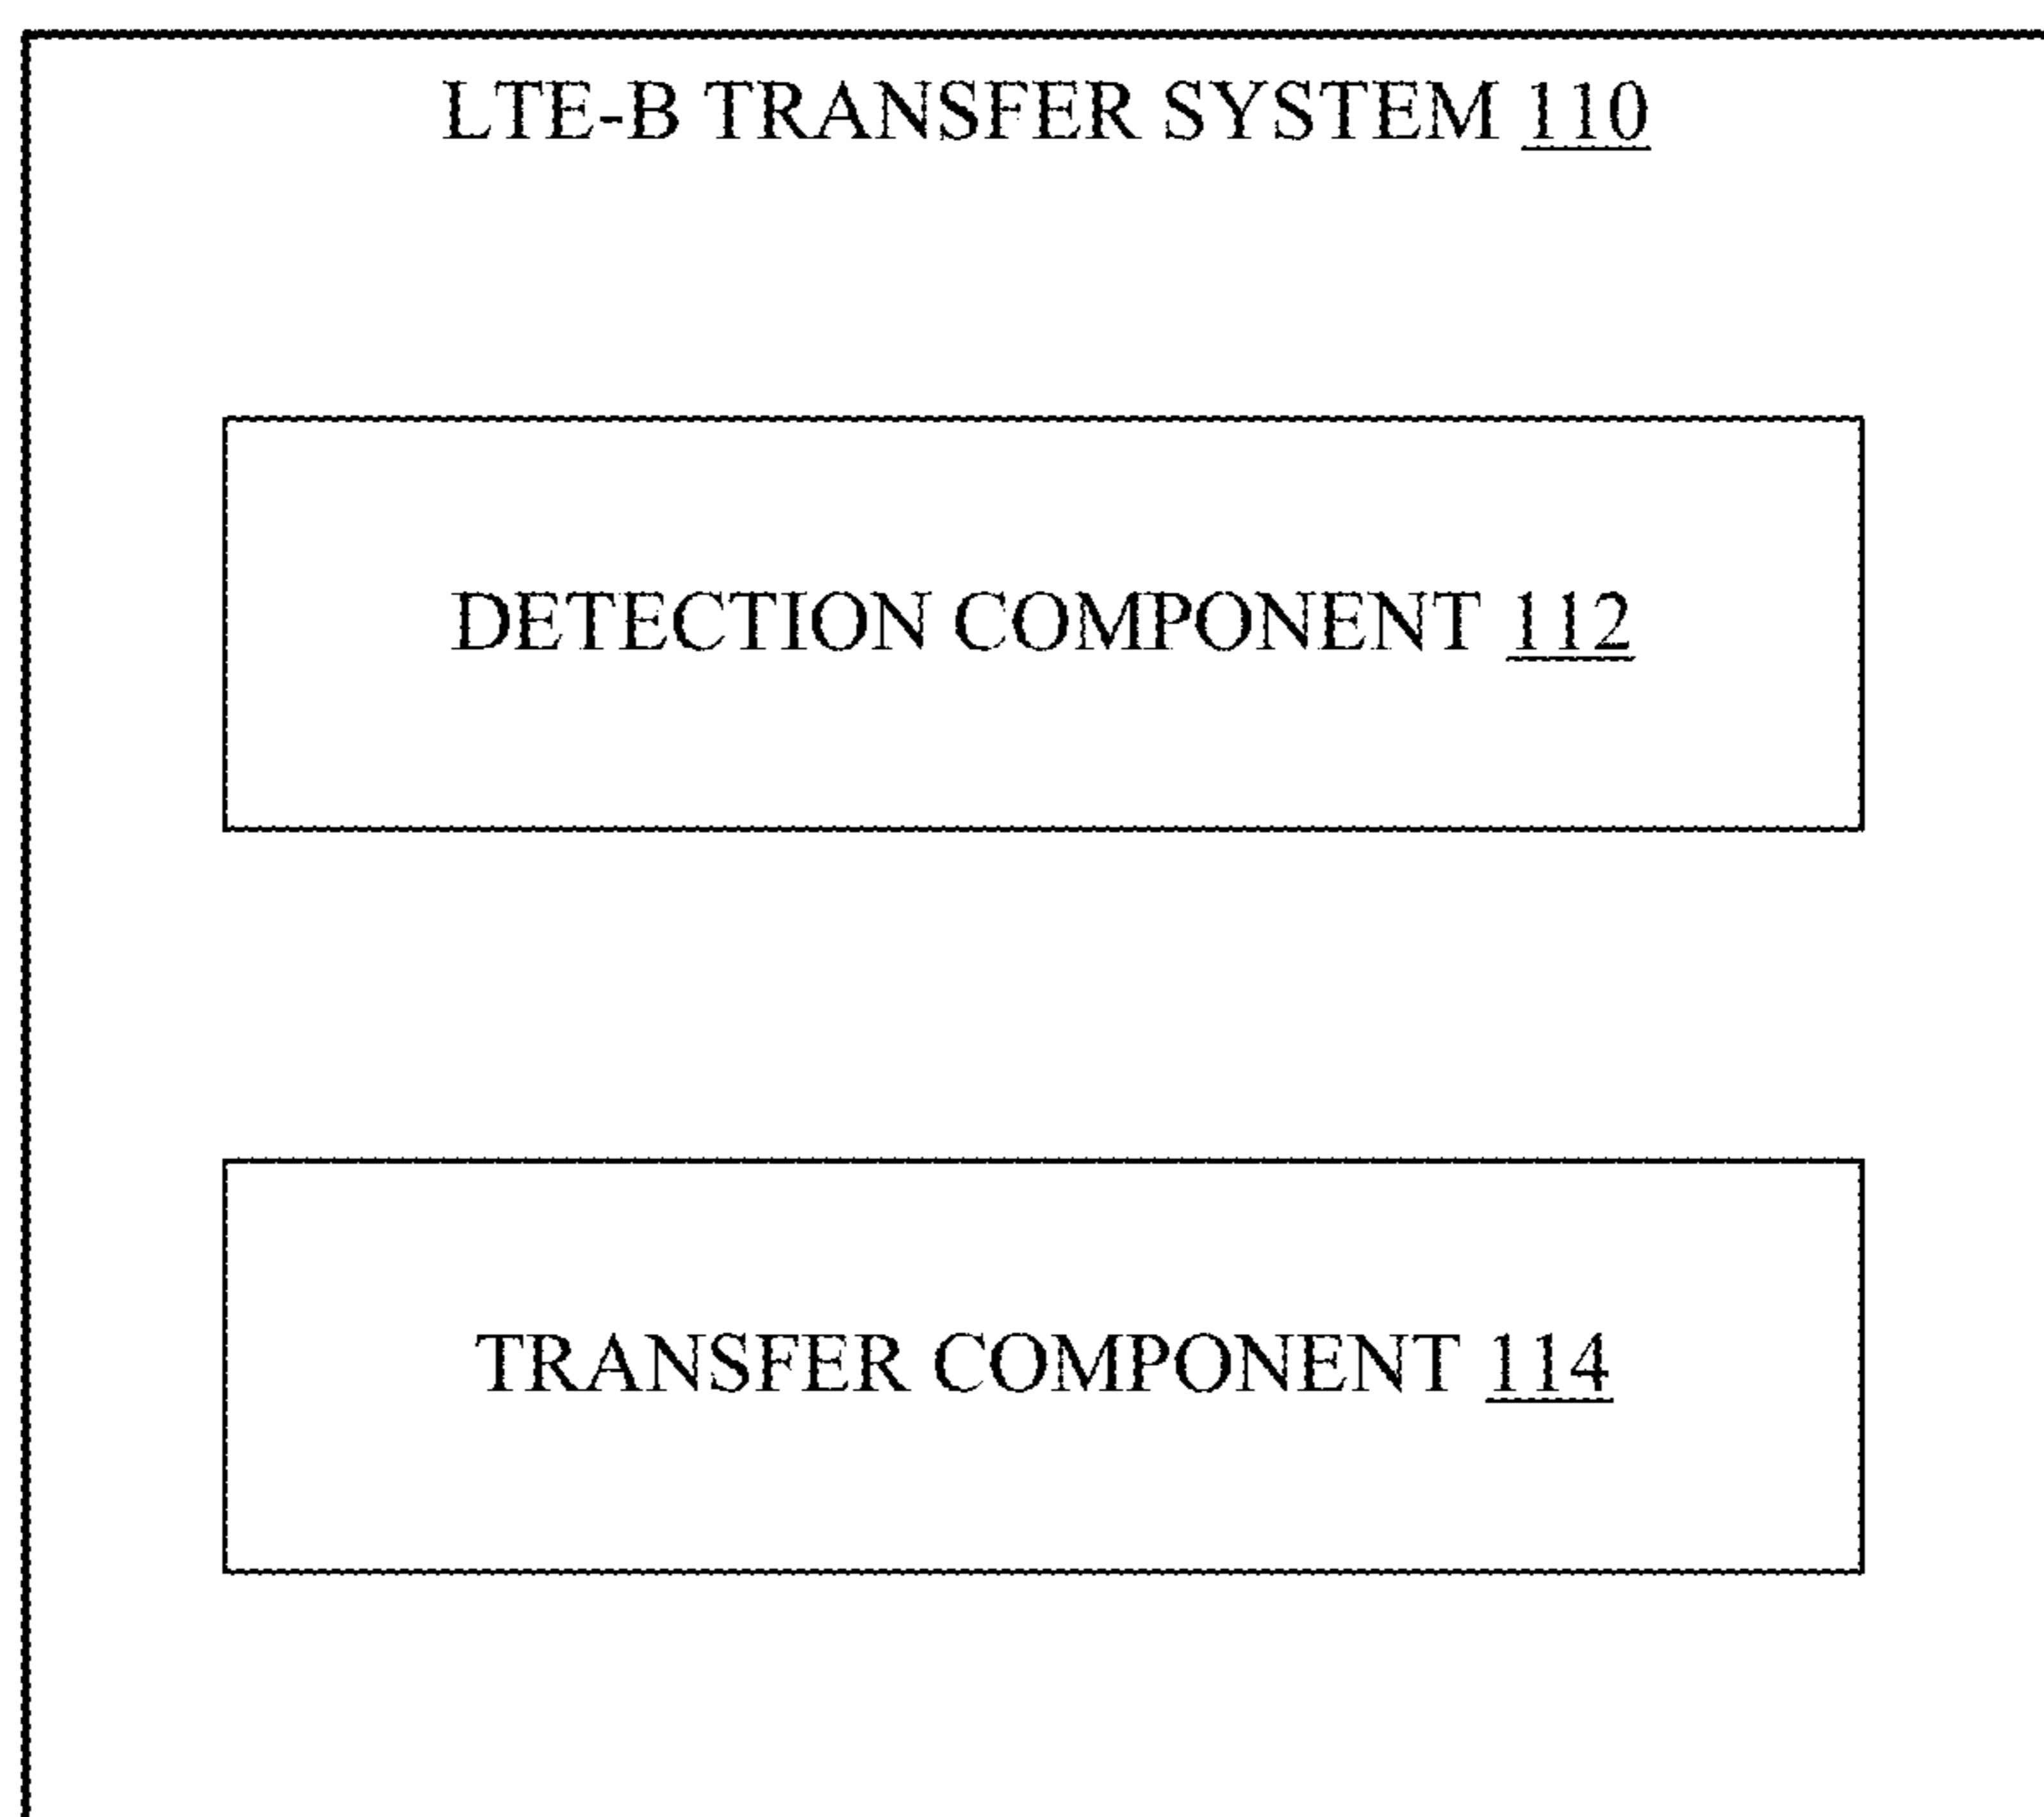 LTE-B TRANSFER SYSTEM 110
DETECTION COMPONENT 112
TRANSFER COMPONENT 114